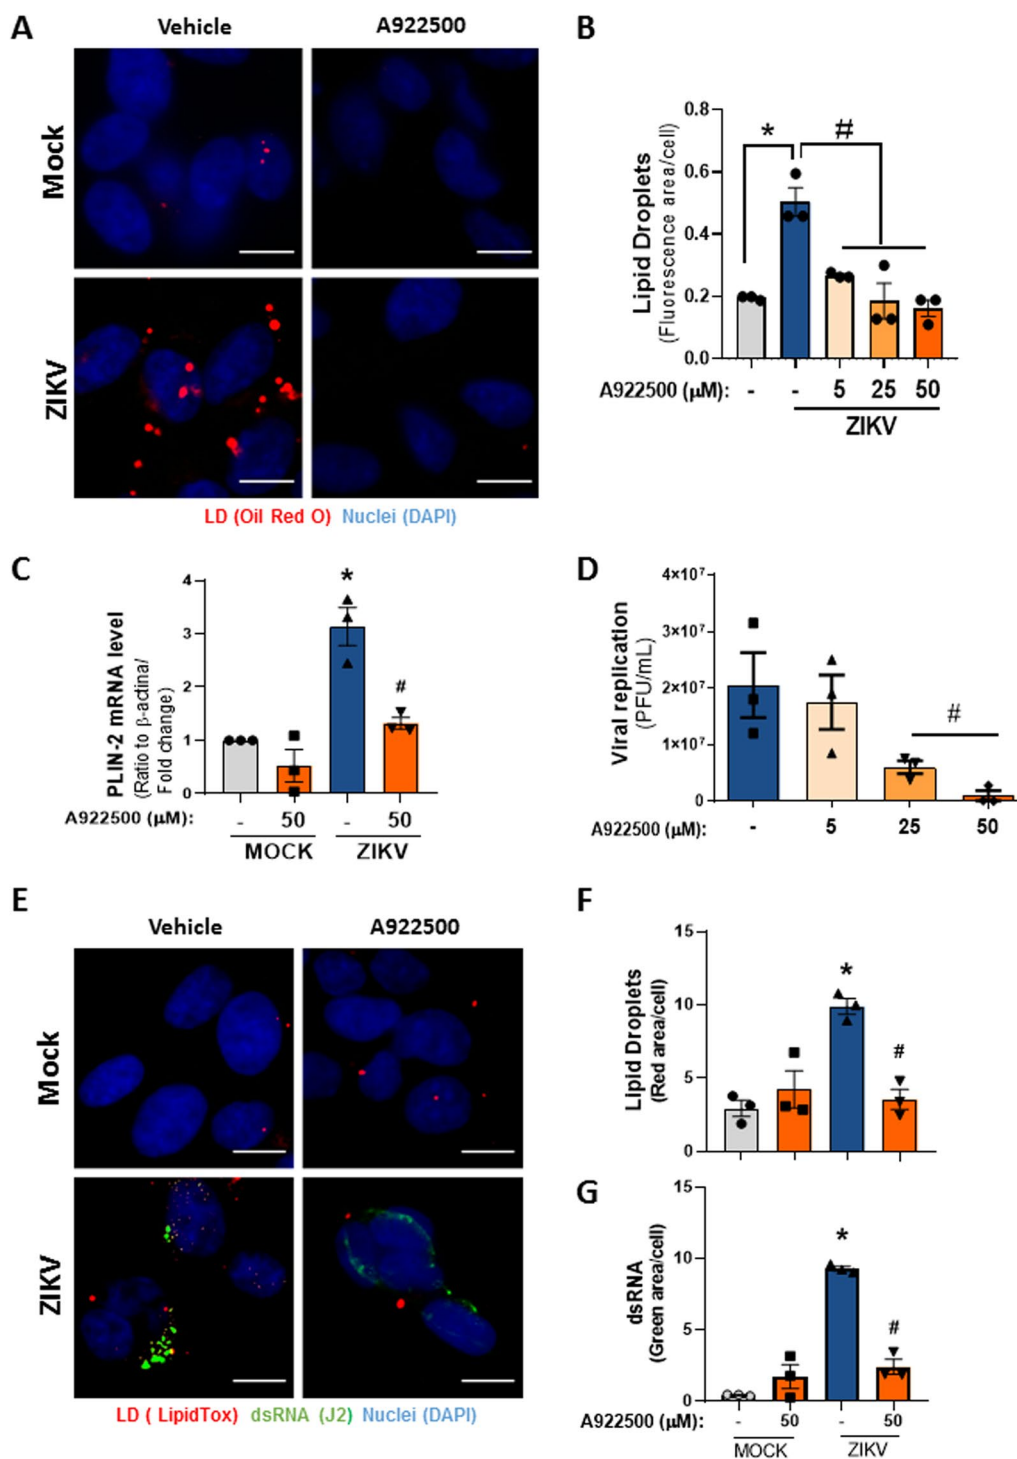 A
Vehicle
A922500
Mock
ZIKV
LD (Oil Red O) Nuclei (DAPI)
B
Lipid Droplets
(Fluorescence area/cell)
0.8
0.6
0.4
0.2
0.0
*
#
A922500 (µM): - - 5 25 50
ZIKV
C
PLIN-2 mRNA level
(Ratio to β-actina/
Fold change)
4
3
2
1
0
*
#
A922500 (µM): - 50 - 50
MOCK ZIKV
D
Viral replication
(PFU/mL)
4×10⁷
3×10⁷
2×10⁷
1×10⁷
0
#
A922500 (µM): - 5 25 50
E
Vehicle
A922500
Mock
ZIKV
LD ( LipidTox) dsRNA (J2) Nuclei (DAPI)
F
Lipid Droplets
(Red area/cell)
15
10
5
0
*
#
G
dsRNA
(Green area/cell)
15
10
5
0
*
#
A922500 (µM): - 50 - 50
MOCK ZIKV